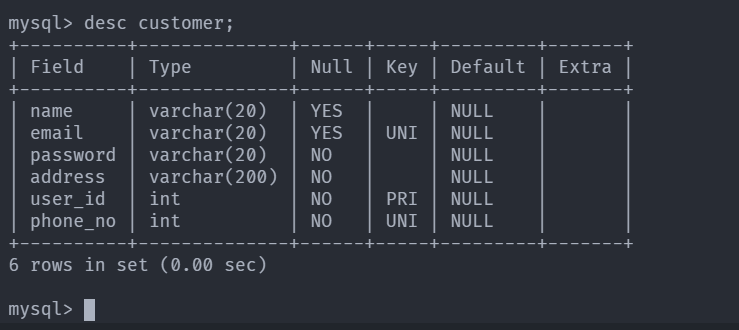 mysql> desc customer;
+----------+--------------+------+-----+---------+-------+
| Field    | Type         | Null | Key | Default | Extra |
+----------+--------------+------+-----+---------+-------+
| name     | varchar(20)  | YES  |     | NULL    |       |
| email    | varchar(20)  | YES  | UNI | NULL    |       |
| password | varchar(20)  | NO   |     | NULL    |       |
| address  | varchar(200) | NO   |     | NULL    |       |
| user_id  | int          | NO   | PRI | NULL    |       |
| phone_no | int          | NO   | UNI | NULL    |       |
+----------+--------------+------+-----+---------+-------+
6 rows in set (0.00 sec)
mysql>